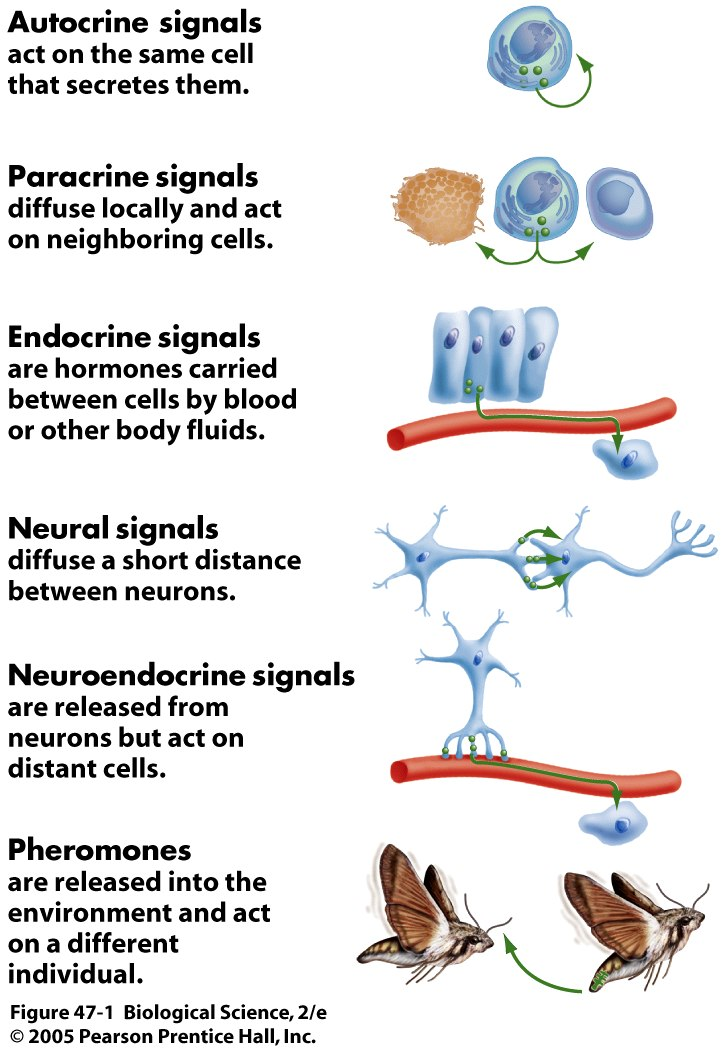 Autocrine signals
act on the same cell
that secretes them.
Paracrine signals
diffuse locally and act
on neighboring cells.
Endocrine signals
are hormones carried
between cells by blood
or other body fluids.
Neural signals
diffuse a short distance
between neurons.
Neuroendocrine signals
are released from
neurons but act on
distant cells.
Pheromones
are released into the
environment and act
on a different
individual.
Figure 47-1 Biological Science, 2/e
© 2005 Pearson Prentice Hall, Inc.